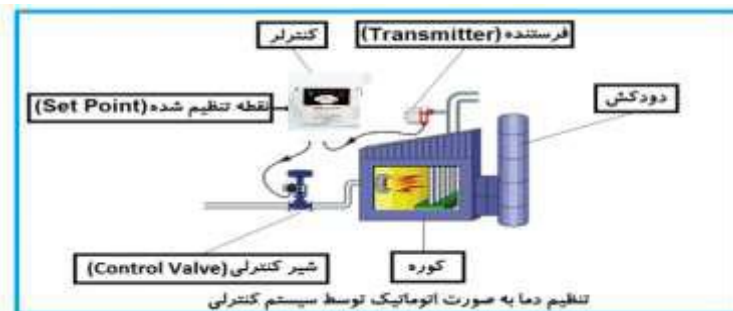 کنترلر
فرستنده (Transmitter)
نقطه تنظیم شده (Set Point)
دودکش
شیر کنترلی (Control Valve)
کوره
تنظیم دما به صورت اتوماتیک توسط سیستم کنترلی